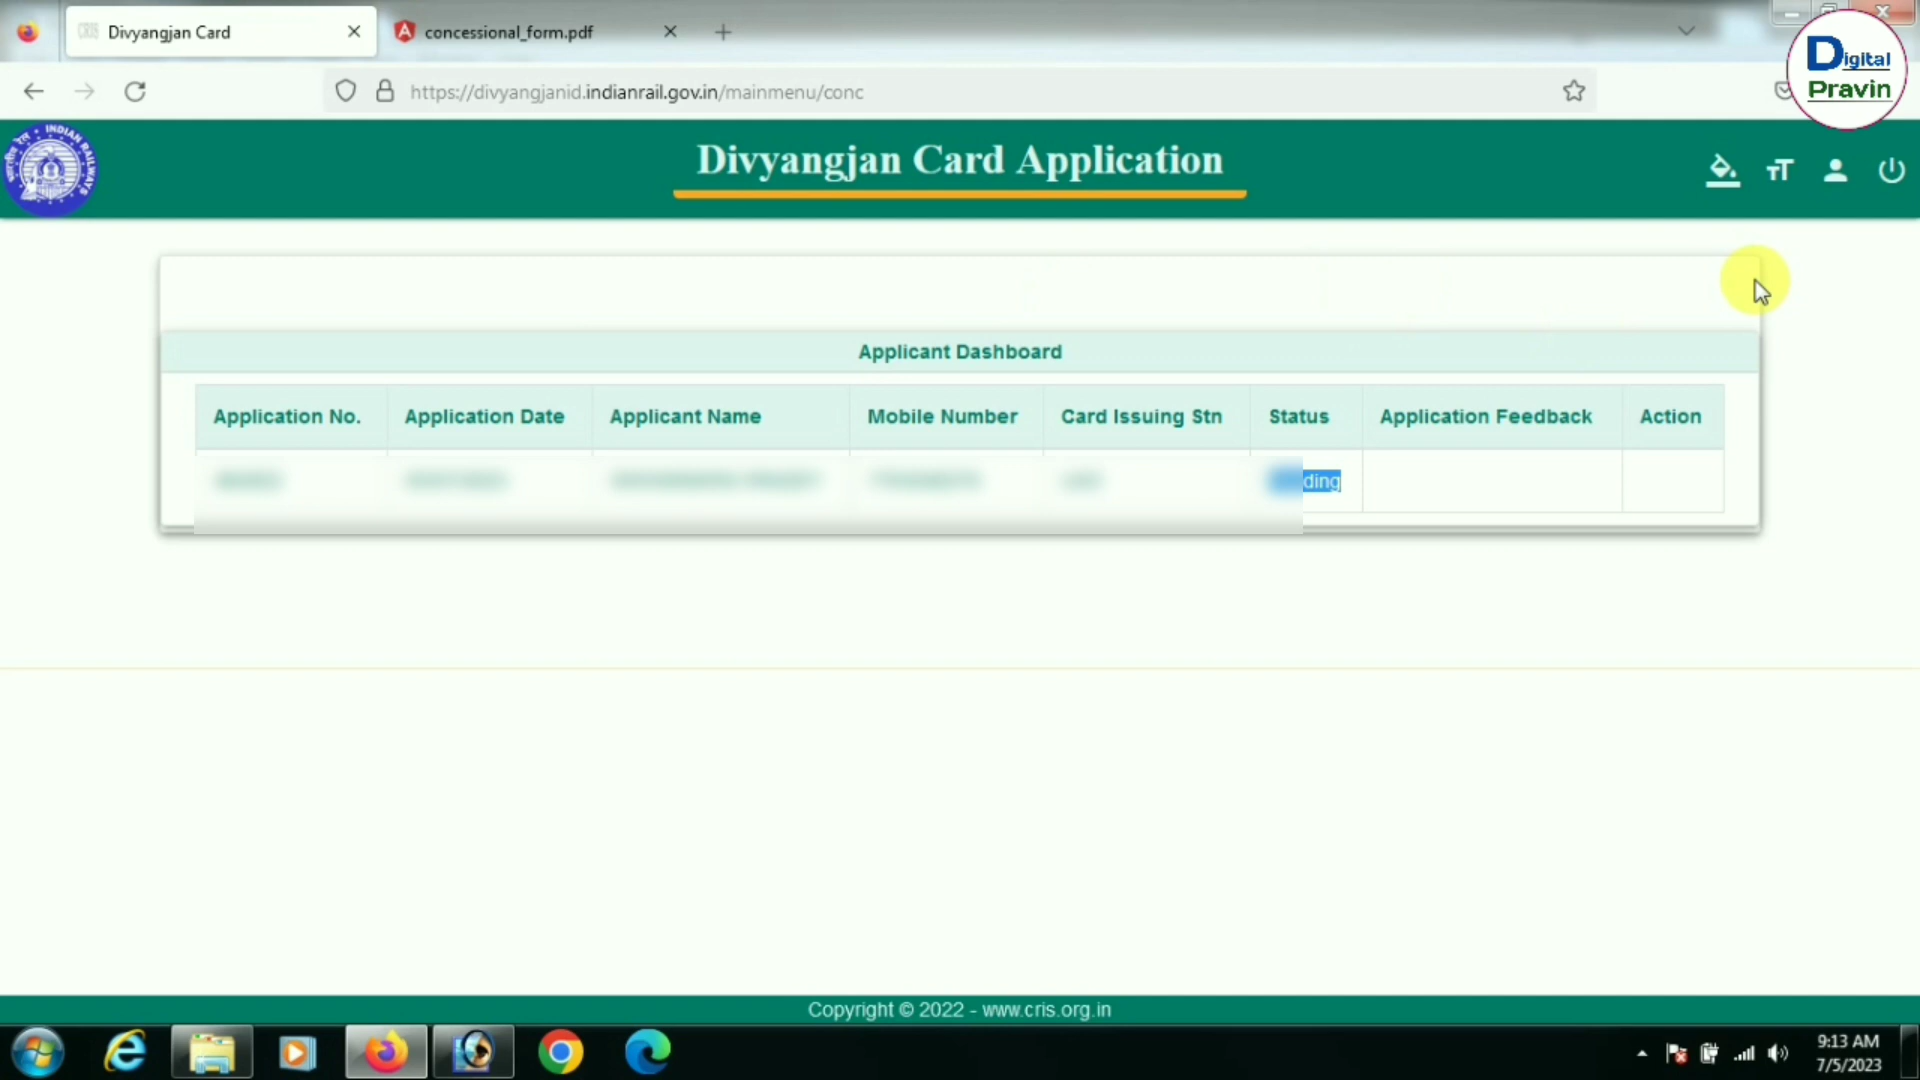 Divyangjan Card
concessional_form.pdf
Digital
Pravin
https://divyangjanid.indianrail.gov.in/mainmenu/conc
INDIAN RAILWAYS
Divyangjan Card Application
Applicant Dashboard
Application No. Application Date Applicant Name Mobile Number Card Issuing Stn Status Application Feedback Action
ding
Copyright © 2022 - www.cris.org.in
9:13 AM
7/5/2023